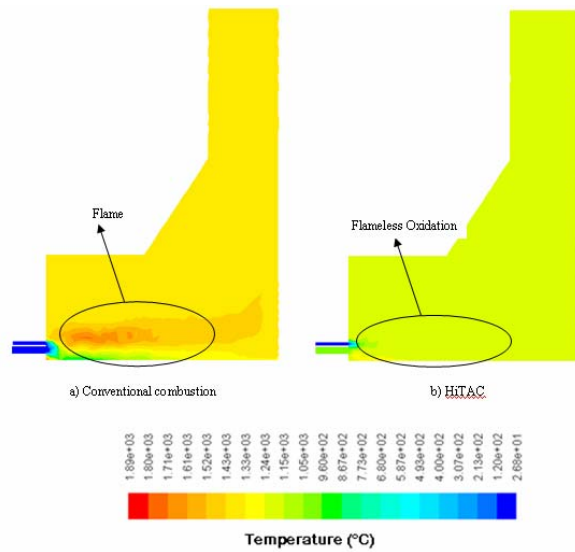 Flame
Flameless Oxidation
a) Conventional combustion
b) HiTAC
1.89e+03
1.80e+03
1.71e+03
1.61e+03
1.52e+03
1.43e+03
1.33e+03
1.24e+03
1.15e+03
1.05e+03
9.60e+02
8.67e+02
7.73e+02
6.80e+02
5.87e+02
4.93e+02
4.00e+02
3.07e+02
2.13e+02
1.20e+02
2.68e+01
Temperature (°C)